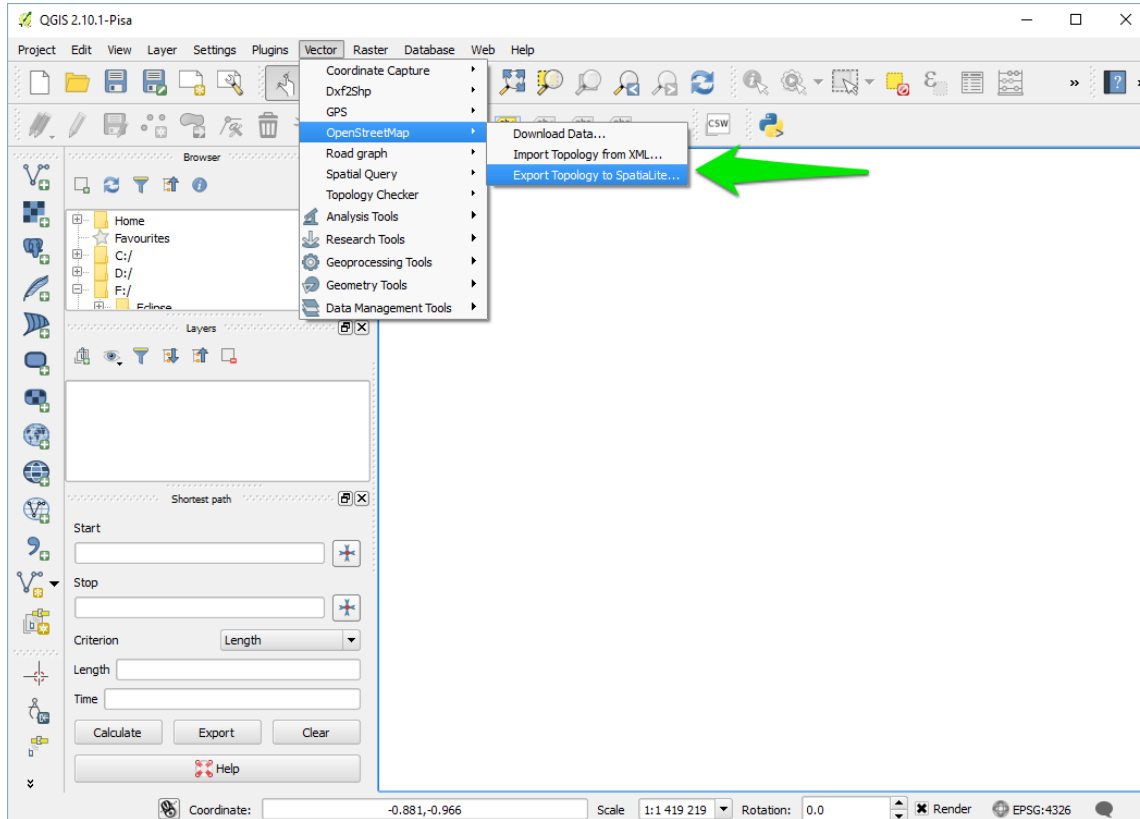 QGIS 2.10.1-Pisa
Project Edit View Layer Settings Plugins Vector Raster Database Web Help
Coordinate Capture
Dxf2Shp
GPS
OpenStreetMap
Road graph
Spatial Query
Topology Checker
Analysis Tools
Research Tools
Geoprocessing Tools
Geometry Tools
Data Management Tools
Download Data...
Import Topology from XML...
Export Topology to SpatiaLite...
CSW
Browser
Home
Favourites
C:/
D:/
F:/
Eclipse
Layers
Shortest path
Start
Stop
Criterion Length
Length
Time
Calculate Export Clear
Help
Coordinate: -0.881,-0.966 Scale 1:1 419 219 Rotation: 0.0 Render EPSG:4326